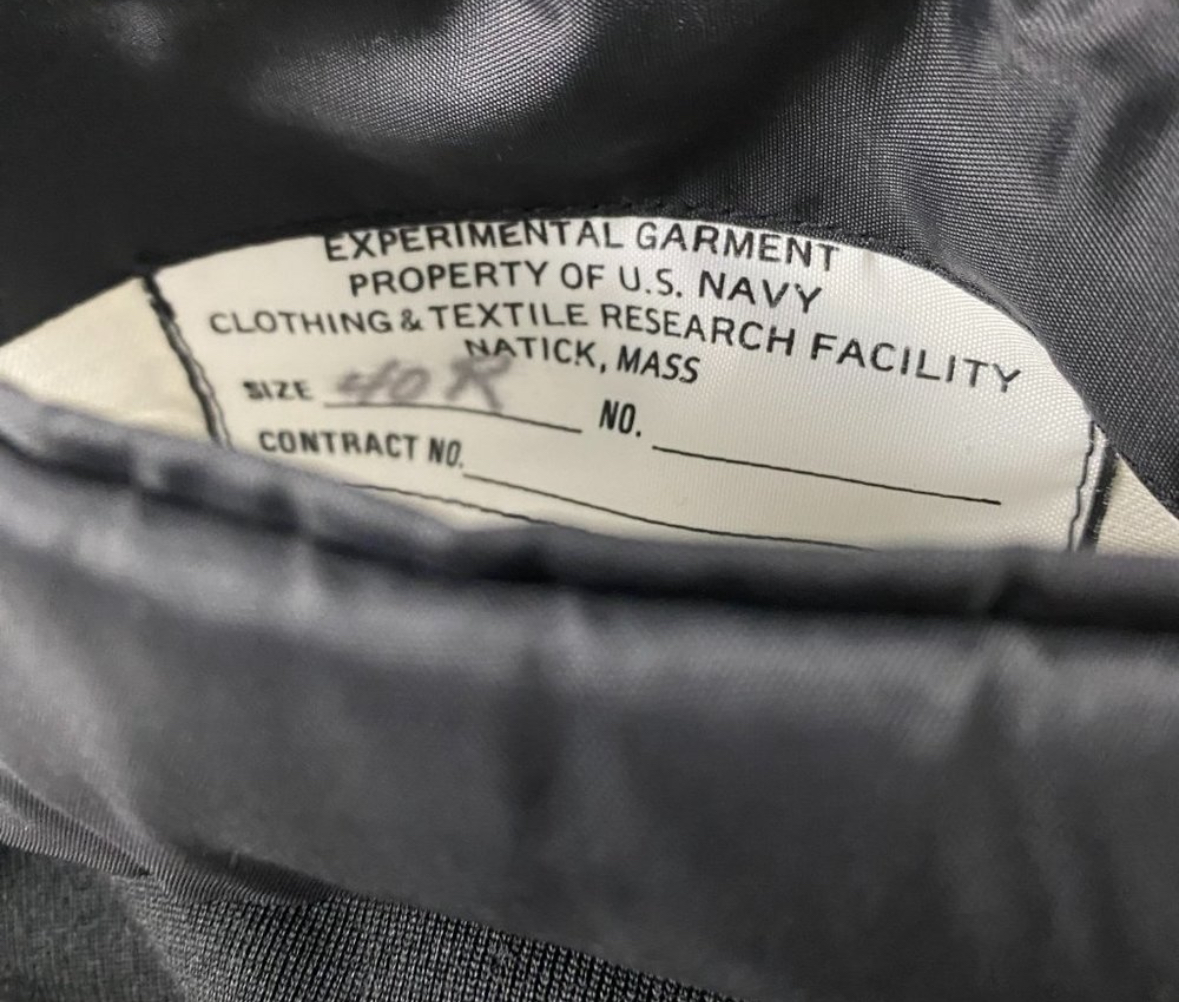 EXPERIMENTAL GARMENT
PROPERTY OF U.S. NAVY
CLOTHING & TEXTILE RESEARCH FACILITY
NATICK, MASS
SIZE 40R NO.
CONTRACT NO.